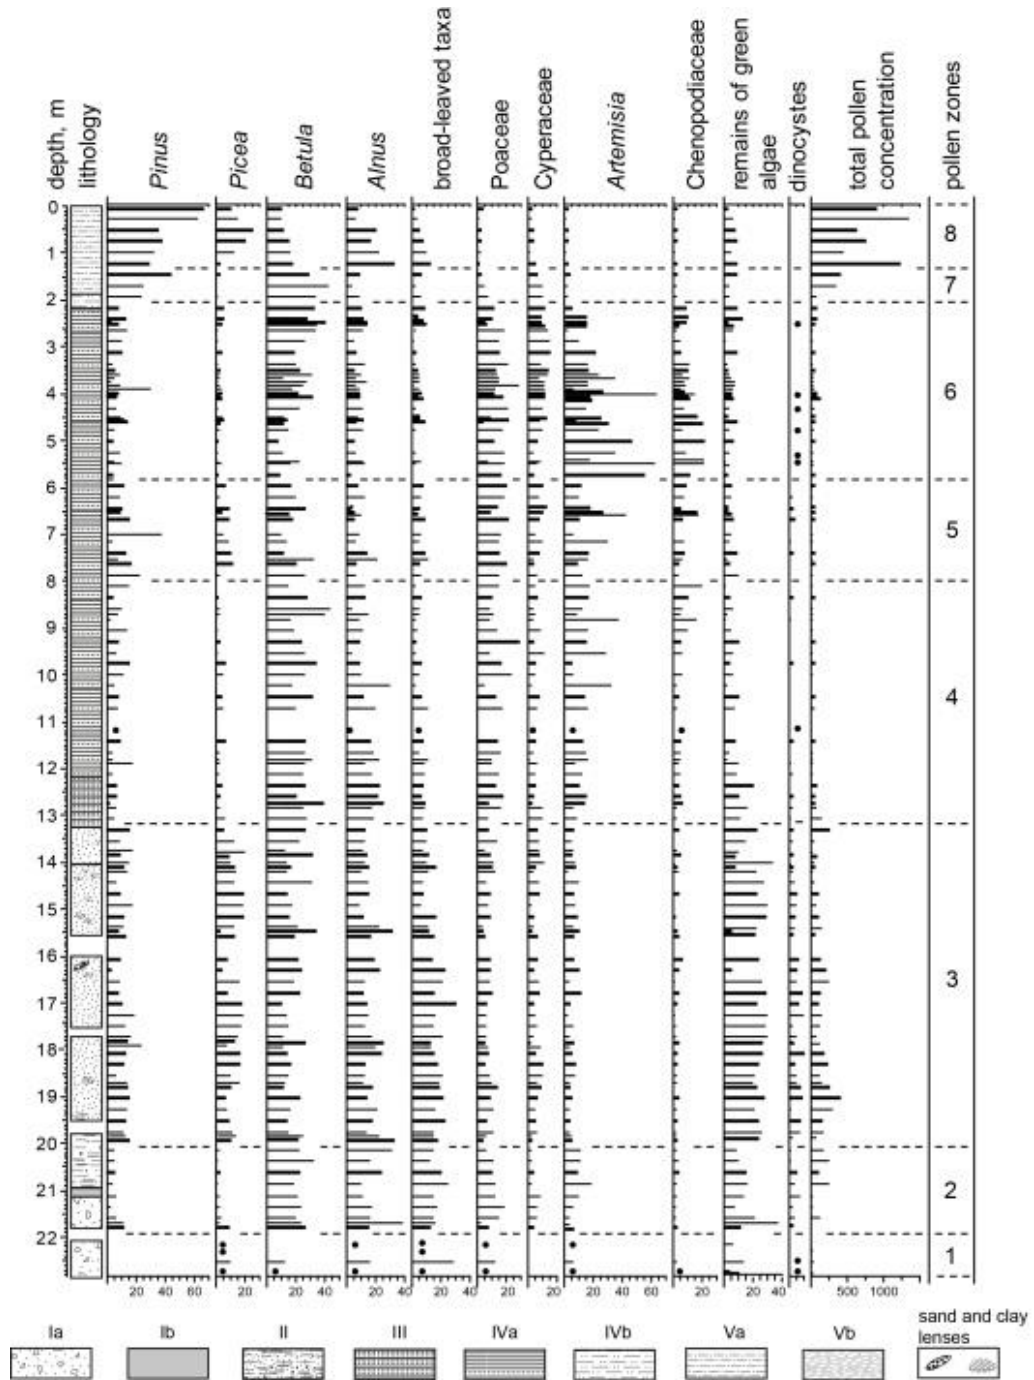 depth, m
lithology
Pinus
Picea
Betula
Alnus
broad-leaved taxa
Poaceae
Cyperaceae
Artemisia
Chenopodiaceae
remains of green
algae
dinocystes
total pollen
concentration
pollen zones
0
1
2
3
4
5
6
7
8
9
10
11
12
13
14
15
16
17
18
19
20
21
22
8
7
6
5
4
3
2
1
20 40 60
20
20 40
20 40
20 40
20
20
20 40 60
20
20 40
500 1000
Ia
Ib
II
III
IVa
IVb
Va
Vb
sand and clay
lenses